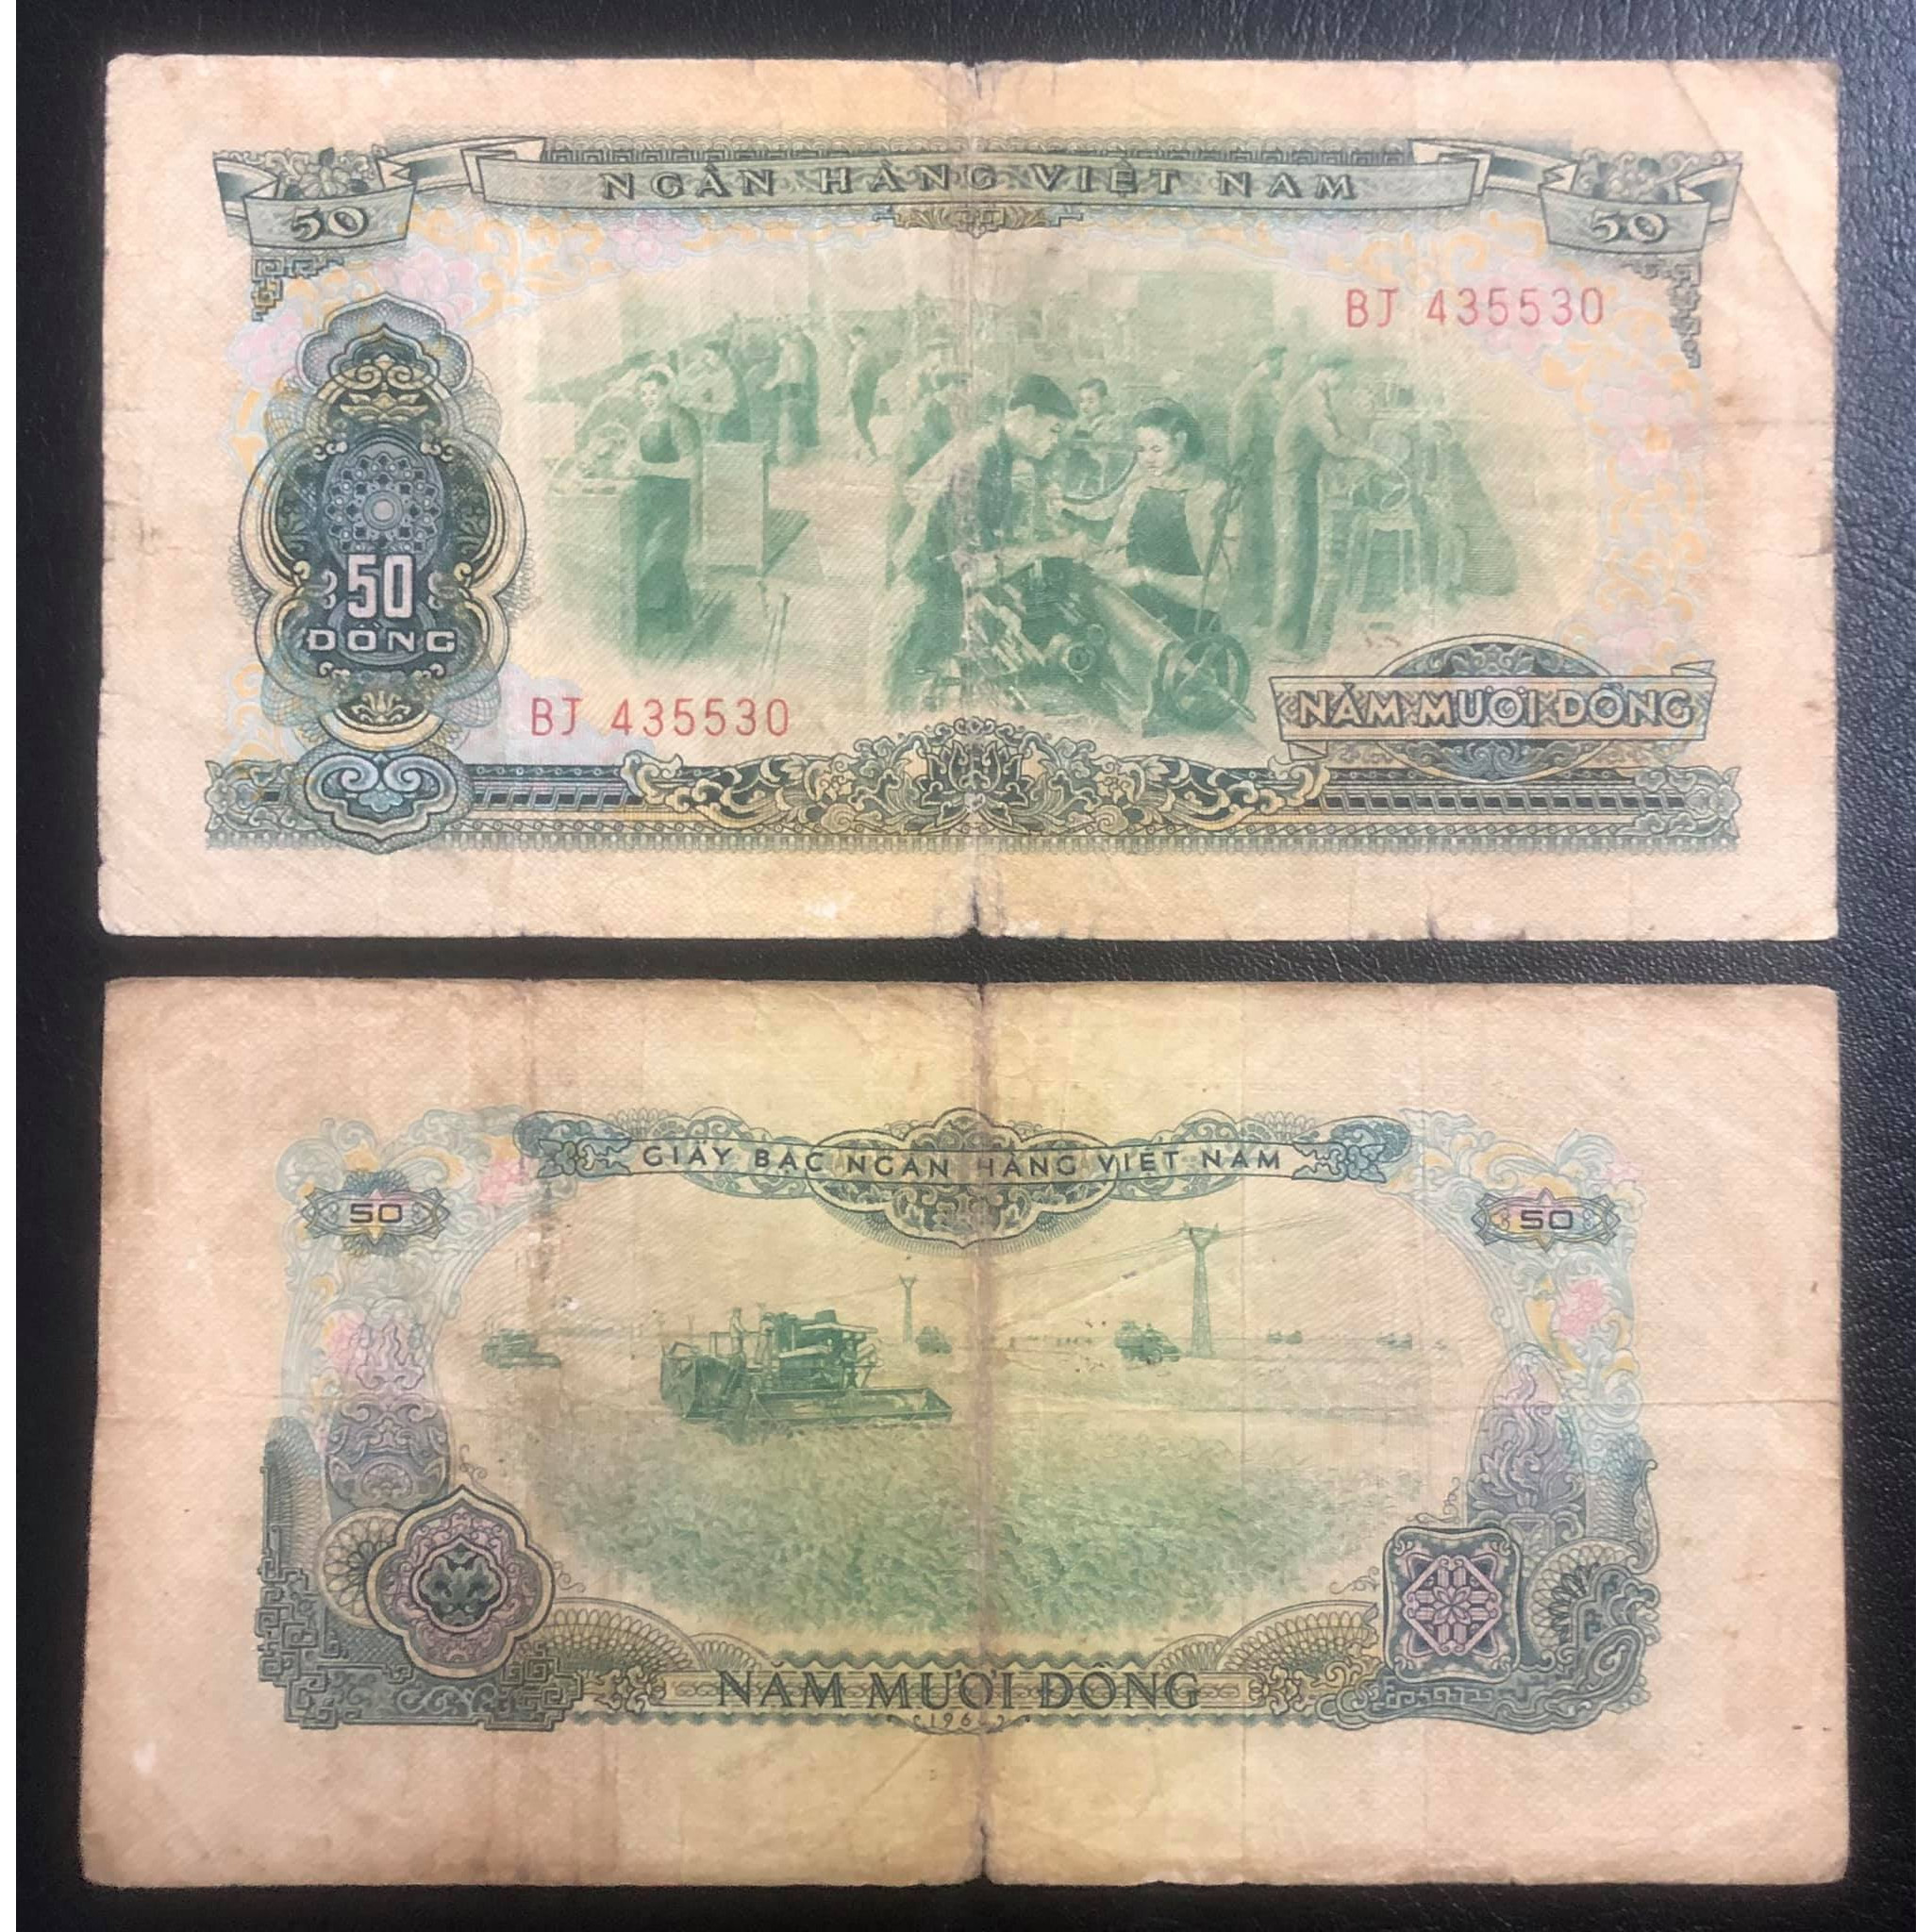 NGÂN HÀNG VIỆT NAM
50
50
BJ 435530
50
ĐỒNG
BJ 435530
NĂM MƯƠI ĐỒNG
GIẤY BẠC NGÂN HÀNG VIỆT NAM
50
50
NĂM MƯƠI ĐỒNG